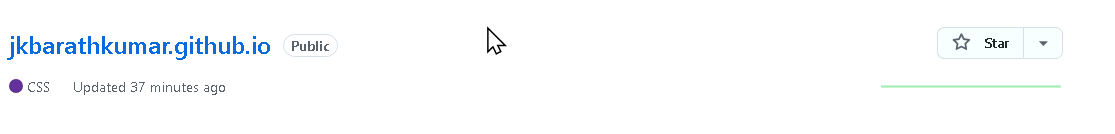 jkbarathkumar.github.io Public Star
CSS Updated 37 minutes ago